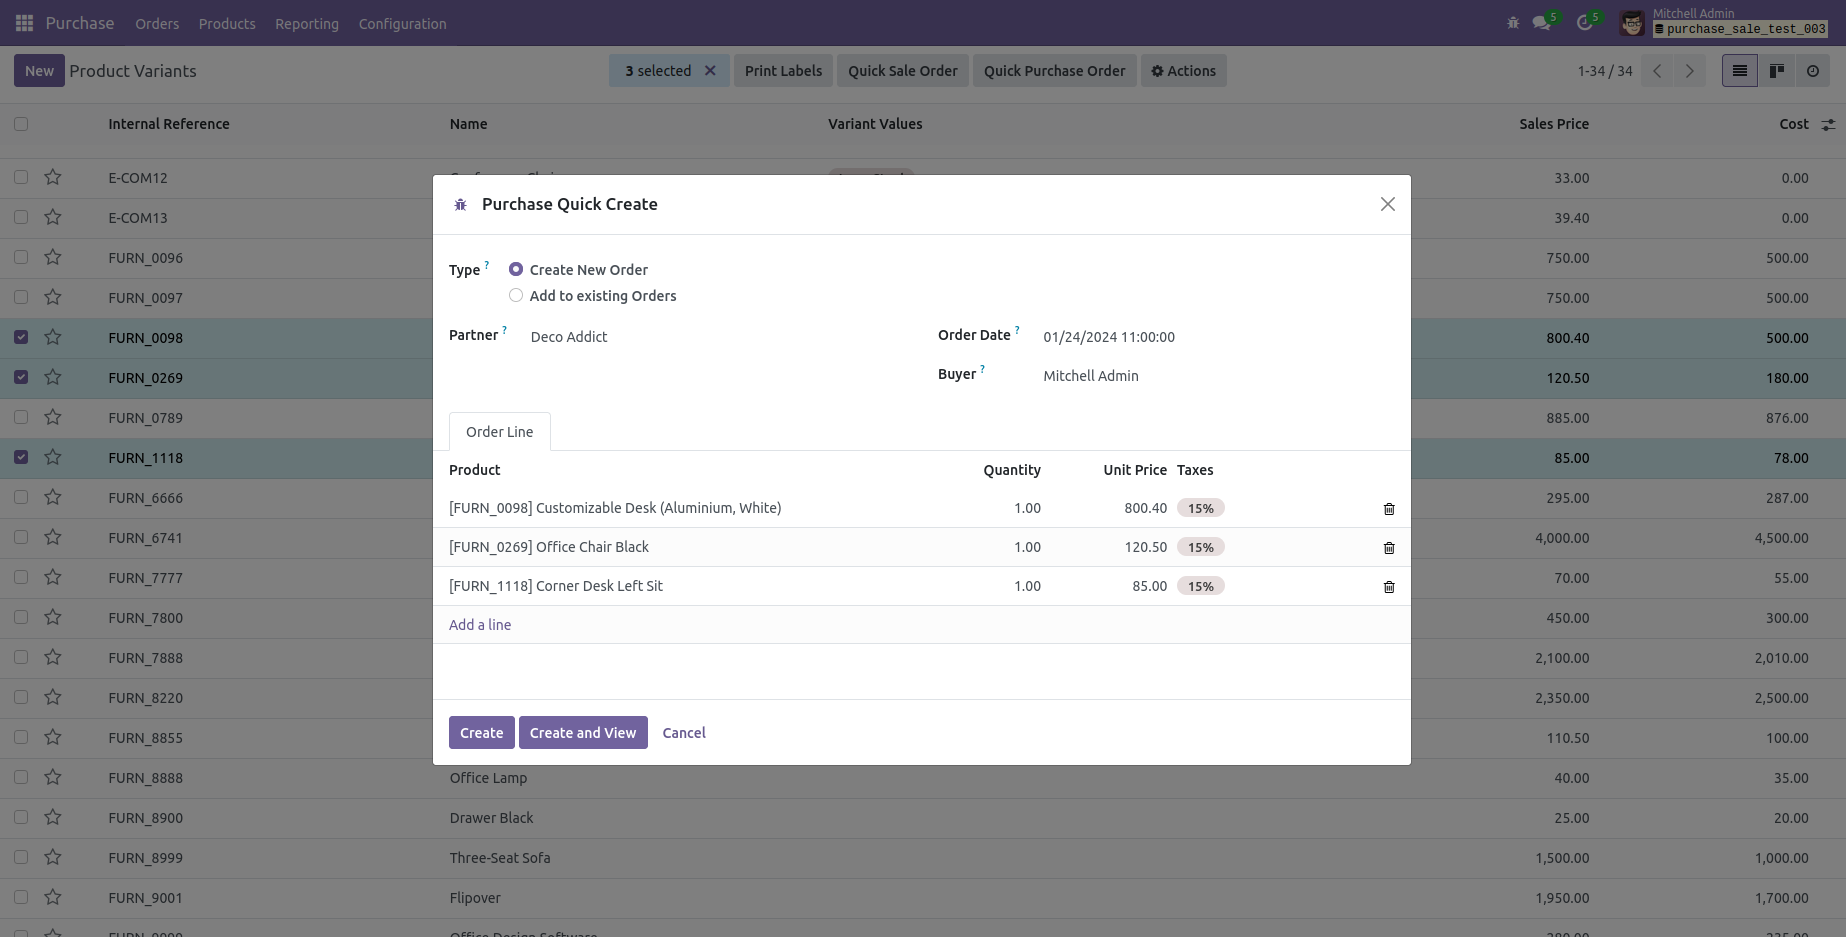 Purchase Orders Products Reporting Configuration 5 5 Mitchell Admin
purchase_sale_test_003
New Product Variants 3 selected Print Labels Quick Sale Order Quick Purchase Order Actions 1-34 / 34
Internal Reference Name Variant Values Sales Price Cost
E-COM12 33.00 0.00
E-COM13 39.40 0.00
FURN_0096 750.00 500.00
FURN_0097 750.00 500.00
FURN_0098 800.40 500.00
FURN_0269 120.50 180.00
FURN_0789 885.00 876.00
FURN_1118 85.00 78.00
FURN_6666 295.00 287.00
FURN_6741 4,000.00 4,500.00
FURN_7777 70.00 55.00
FURN_7800 450.00 300.00
FURN_7888 2,100.00 2,010.00
FURN_8220 2,350.00 2,500.00
FURN_8855 110.50 100.00
FURN_8888 Office Lamp 40.00 35.00
FURN_8900 Drawer Black 25.00 20.00
FURN_8999 Three-Seat Sofa 1,500.00 1,000.00
FURN_9001 Flipover 1,950.00 1,700.00
Purchase Quick Create
Type ? Create New Order
Add to existing Orders
Partner ? Deco Addict Order Date ? 01/24/2024 11:00:00
Buyer ? Mitchell Admin
Order Line
Product Quantity Unit Price Taxes
[FURN_0098] Customizable Desk (Aluminium, White) 1.00 800.40 15%
[FURN_0269] Office Chair Black 1.00 120.50 15%
[FURN_1118] Corner Desk Left Sit 1.00 85.00 15%
Add a line
Create Create and View Cancel